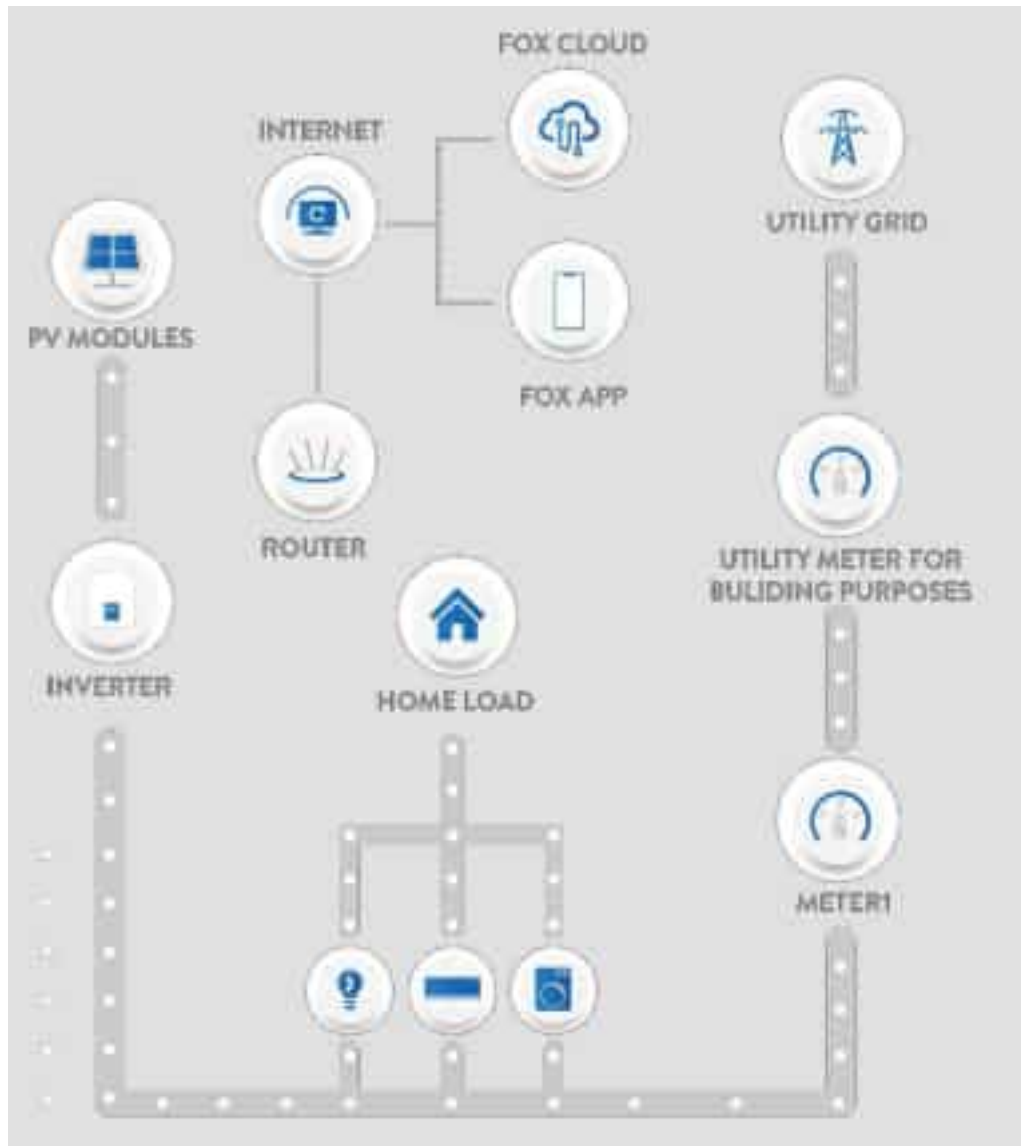 FOX CLOUD
INTERNET
UTILITY GRID
PV MODULES
FOX APP
ROUTER
UTILITY METER FOR
BULIDING PURPOSES
INVERTER
HOME LOAD
METER1